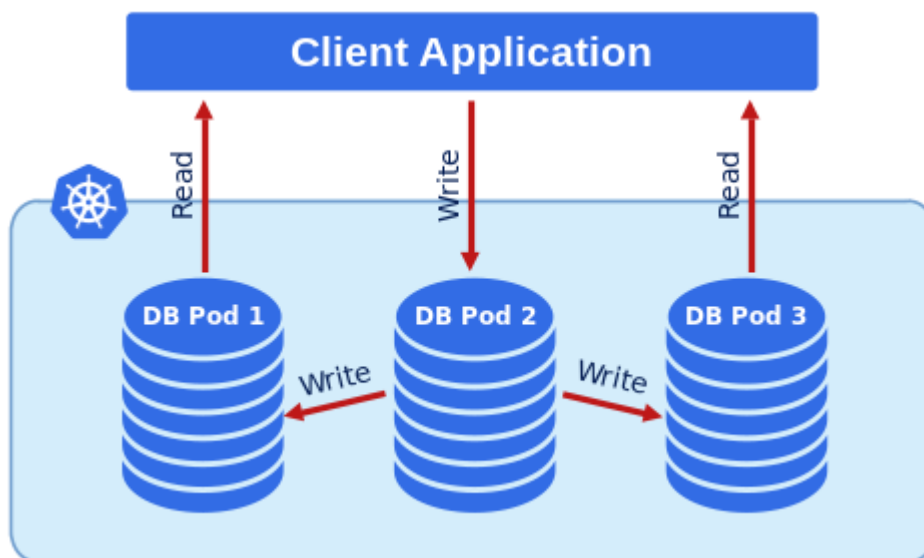 Client Application
Read
Write
Read
DB Pod 1
DB Pod 2
DB Pod 3
Write
Write